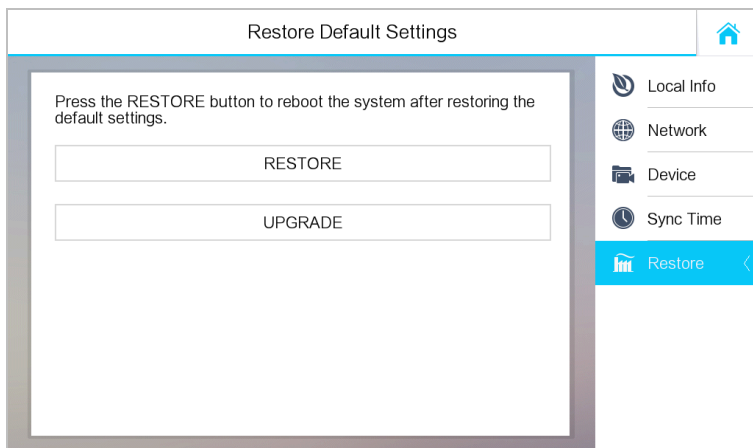 Restore Default Settings
Press the RESTORE button to reboot the system after restoring the
default settings.
RESTORE
UPGRADE
Local Info
Network
Device
Sync Time
Restore